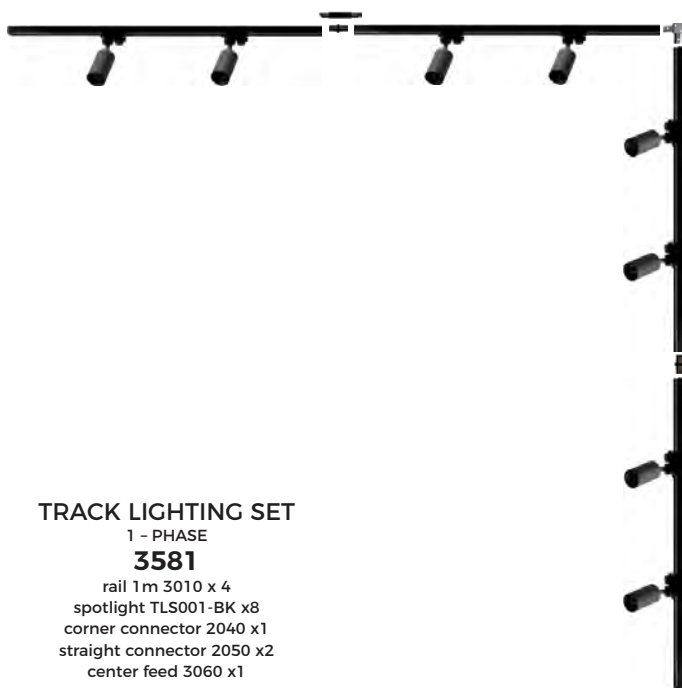 TRACK LIGHTING SET
1 – PHASE
3581
rail 1m 3010 x 4
spotlight TLS001-BK x8
corner connector 2040 x1
straight connector 2050 x2
center feed 3060 x1